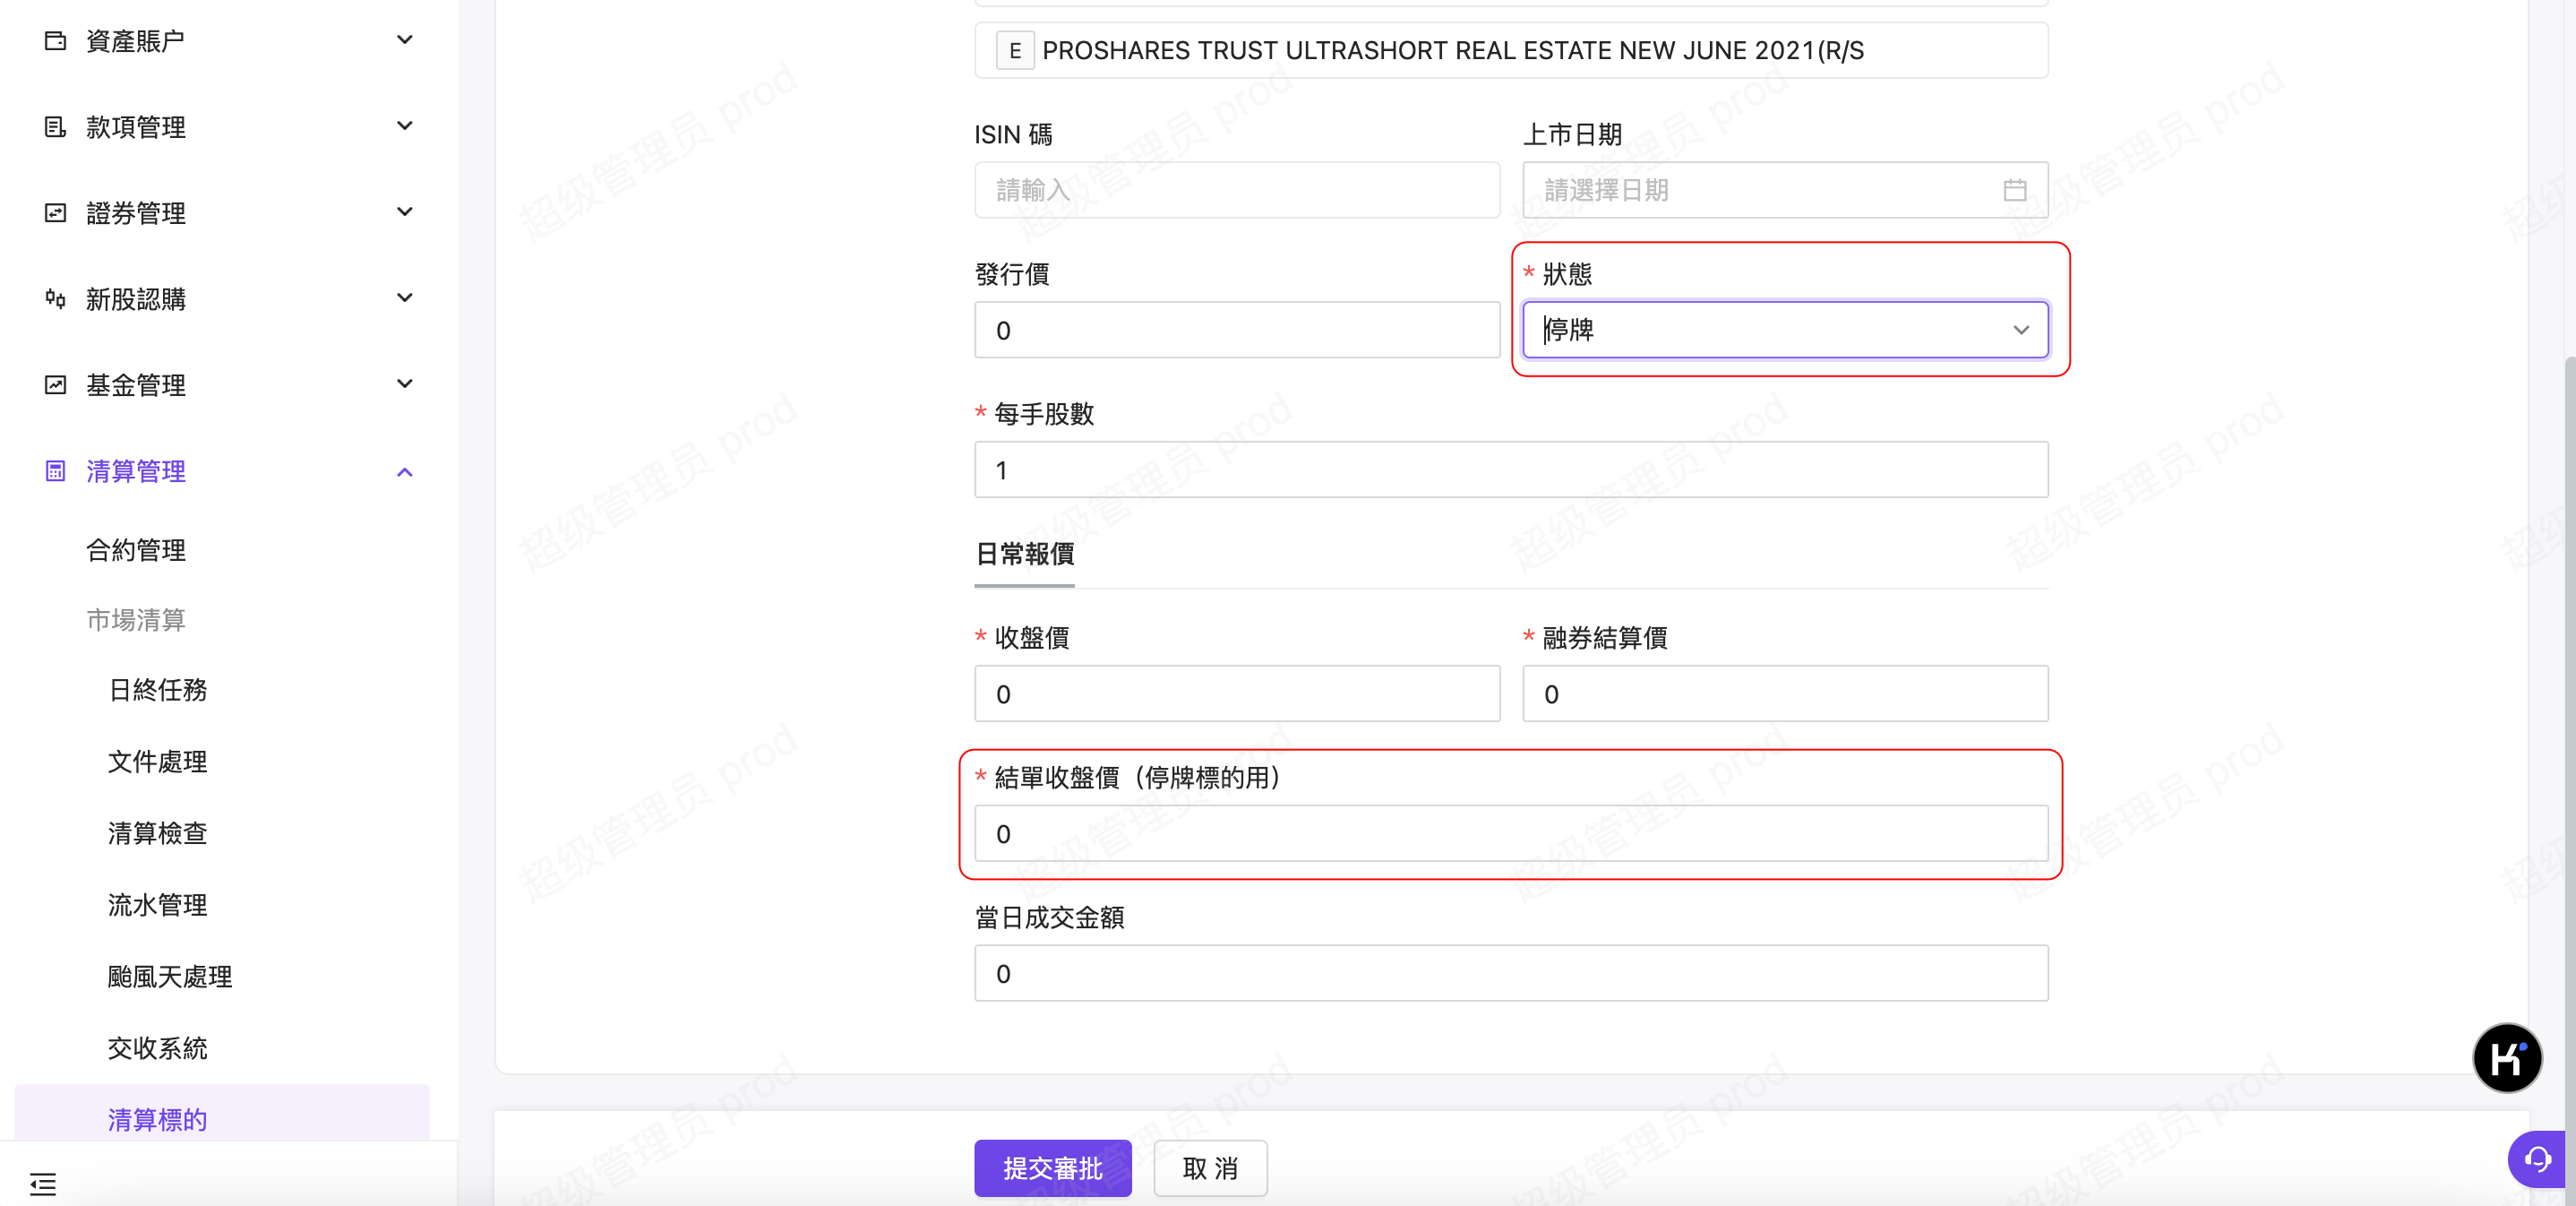 資產賬户
款項管理
證券管理
新股認購
基金管理
清算管理
合約管理
市場清算
日終任務
文件處理
清算檢查
流水管理
颱風天處理
交收系統
清算標的
E PROSHARES TRUST ULTRASHORT REAL ESTATE NEW JUNE 2021(R/S
ISIN 碼
請輸入
上市日期
請選擇日期
發行價
0
* 狀態
停牌
* 每手股數
1
日常報價
* 收盤價
0
* 融券結算價
0
* 結單收盤價（停牌標的用）
0
當日成交金額
0
提交審批
取 消
超级管理员 prod